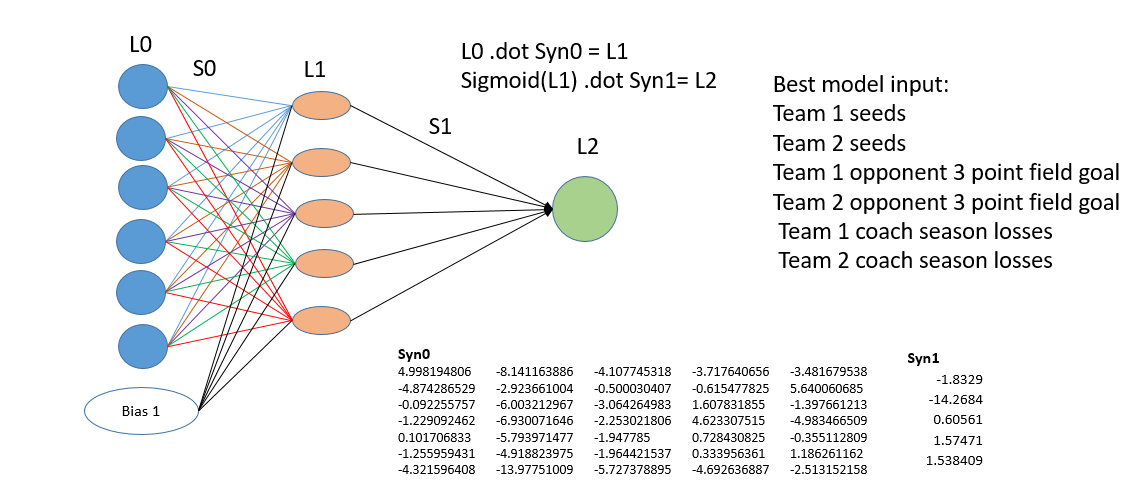 L0
S0
L1
L0 .dot Syn0 = L1
Sigmoid(L1) .dot Syn1= L2
S1
L2
Best model input:
Team 1 seeds
Team 2 seeds
Team 1 opponent 3 point field goal
Team 2 opponent 3 point field goal
Team 1 coach season losses
Team 2 coach season losses
Bias 1
Syn0
4.998194806 -8.141163886 -4.107745318 -3.717640656 -3.481679538
-4.874286529 -2.923661004 -0.500030407 -0.615477825 5.640060685
-0.092255757 -6.003212967 -3.064264983 1.607831855 -1.397661213
-1.229092462 -6.930071646 -2.253021806 4.623307515 -4.983466509
0.101706833 -5.793971477 -1.947785 0.728430825 -0.355112809
-1.255959431 -4.918823975 -1.964421537 0.333956361 1.186261162
-4.321596408 -13.97751009 -5.727378895 -4.692636887 -2.513152158
Syn1
-1.8329
-14.2684
0.60561
1.57471
1.538409